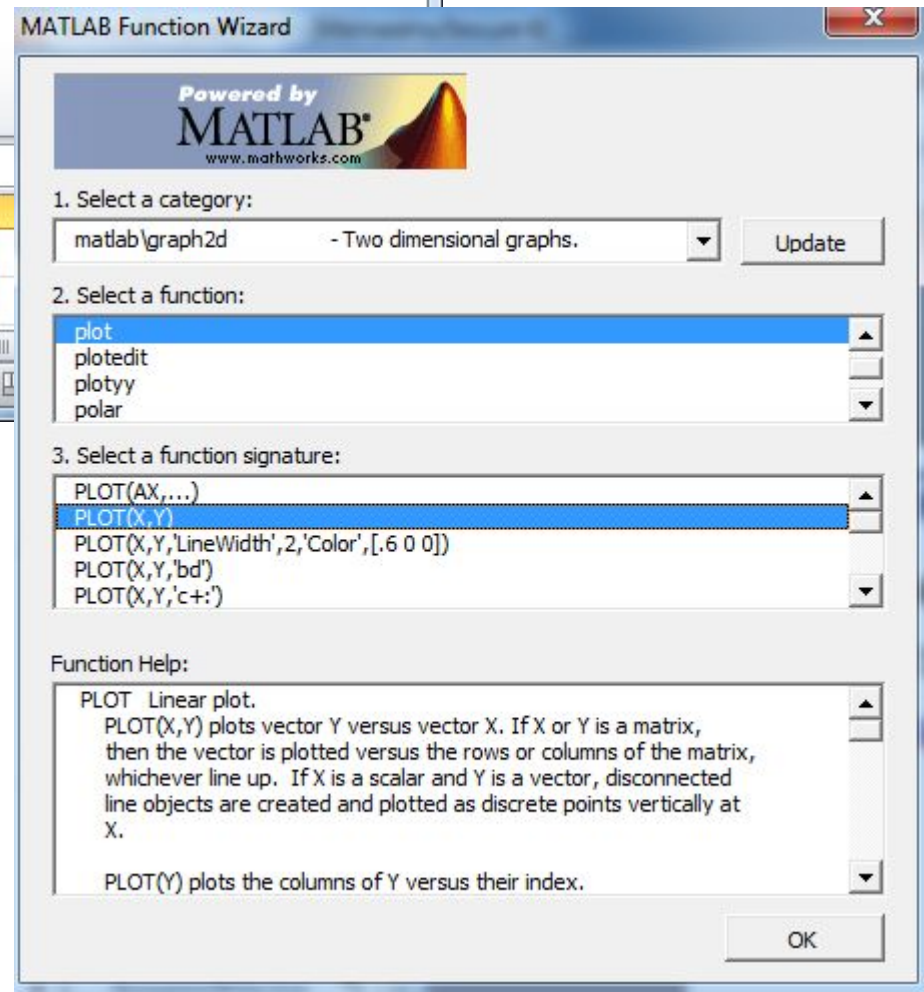 MATLAB Function Wizard
Powered by
MATLAB®
www.mathworks.com
1. Select a category:
matlab\graph2d - Two dimensional graphs.
Update
2. Select a function:
plot
plotedit
plotyy
polar
3. Select a function signature:
PLOT(AX,...)
PLOT(X,Y)
PLOT(X,Y,'LineWidth',2,'Color',[.6 0 0])
PLOT(X,Y,'bd')
PLOT(X,Y,'c+:')
Function Help:
PLOT Linear plot.
PLOT(X,Y) plots vector Y versus vector X. If X or Y is a matrix,
then the vector is plotted versus the rows or columns of the matrix,
whichever line up. If X is a scalar and Y is a vector, disconnected
line objects are created and plotted as discrete points vertically at
X.
PLOT(Y) plots the columns of Y versus their index.
OK